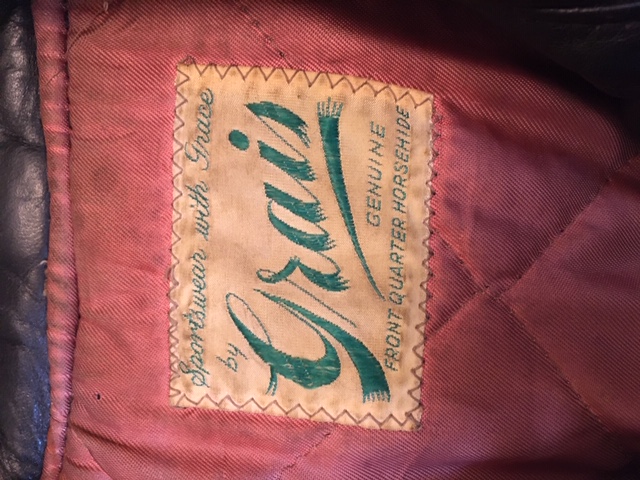 Sportswear with Grace
by
Grais
GENUINE
FRONT QUARTER HORSEHIDE